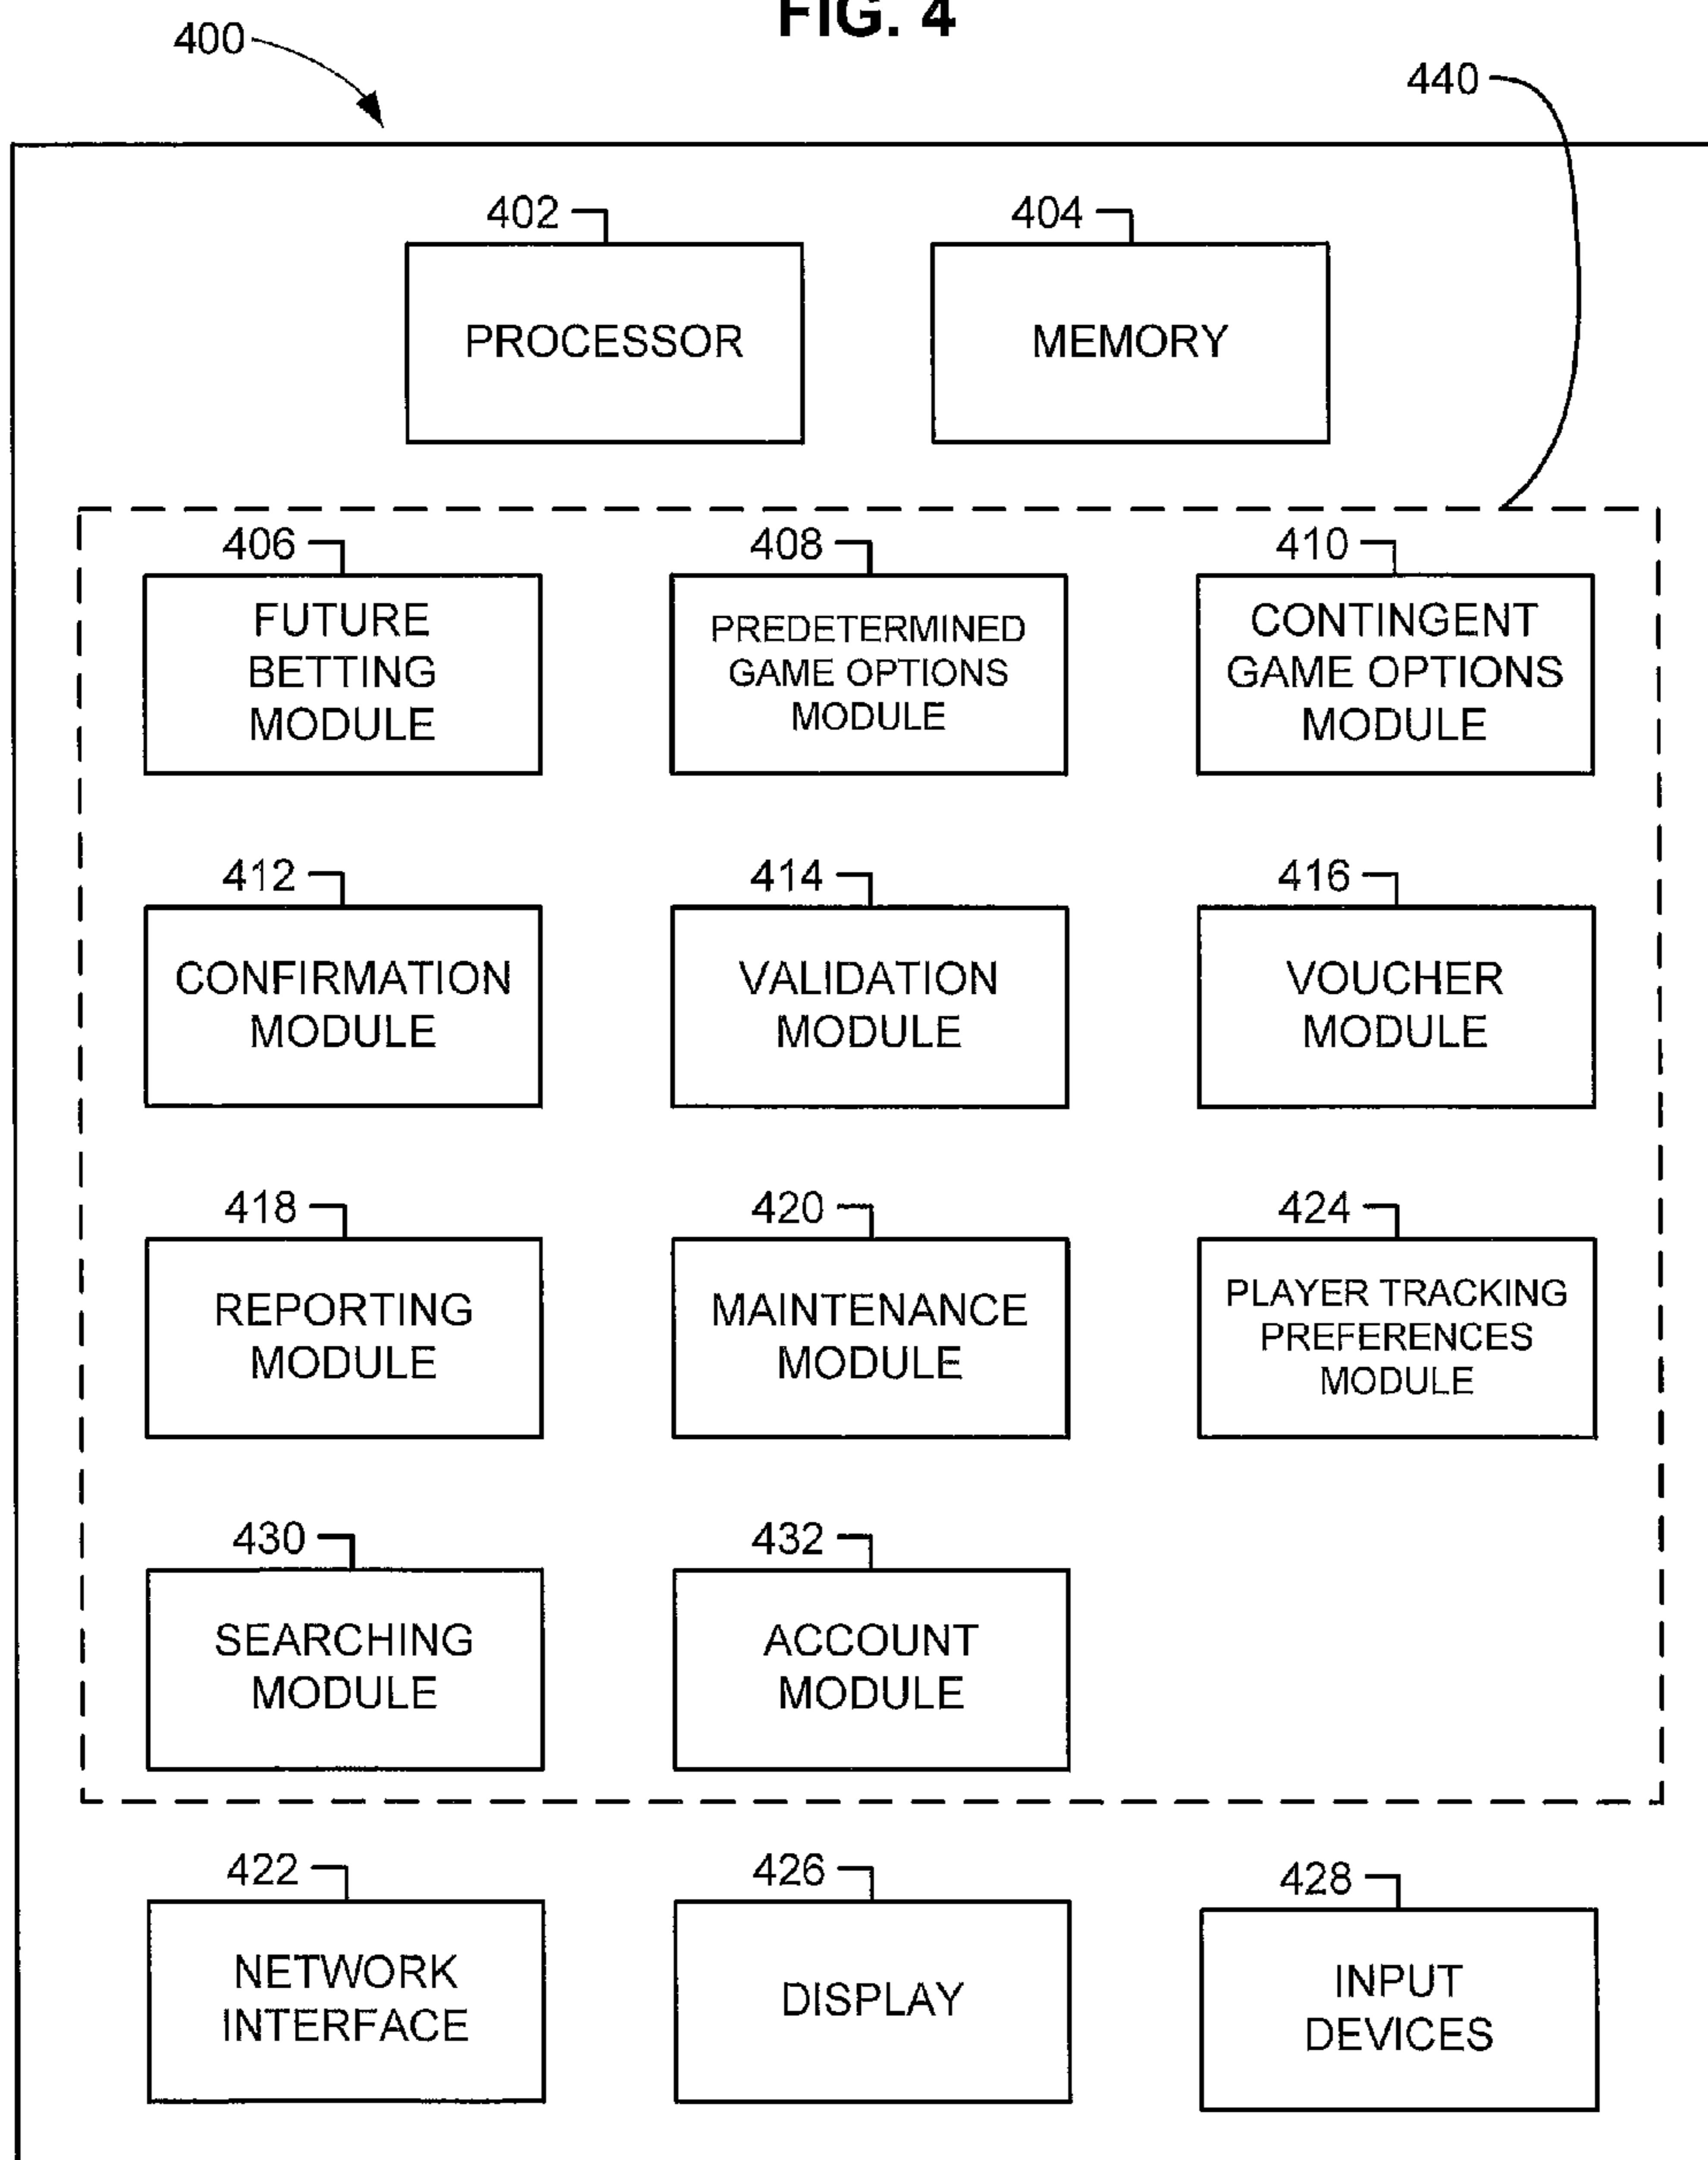 FIG. 4
400
440
402
404
PROCESSOR
MEMORY
406
408
410
FUTURE
BETTING
MODULE
PREDETERMINED
GAME OPTIONS
MODULE
CONTINGENT
GAME OPTIONS
MODULE
412
414
416
CONFIRMATION
MODULE
VALIDATION
MODULE
VOUCHER
MODULE
418
420
424
REPORTING
MODULE
MAINTENANCE
MODULE
PLAYER TRACKING
PREFERENCES
MODULE
430
432
SEARCHING
MODULE
ACCOUNT
MODULE
422
426
428
NETWORK
INTERFACE
DISPLAY
INPUT
DEVICES